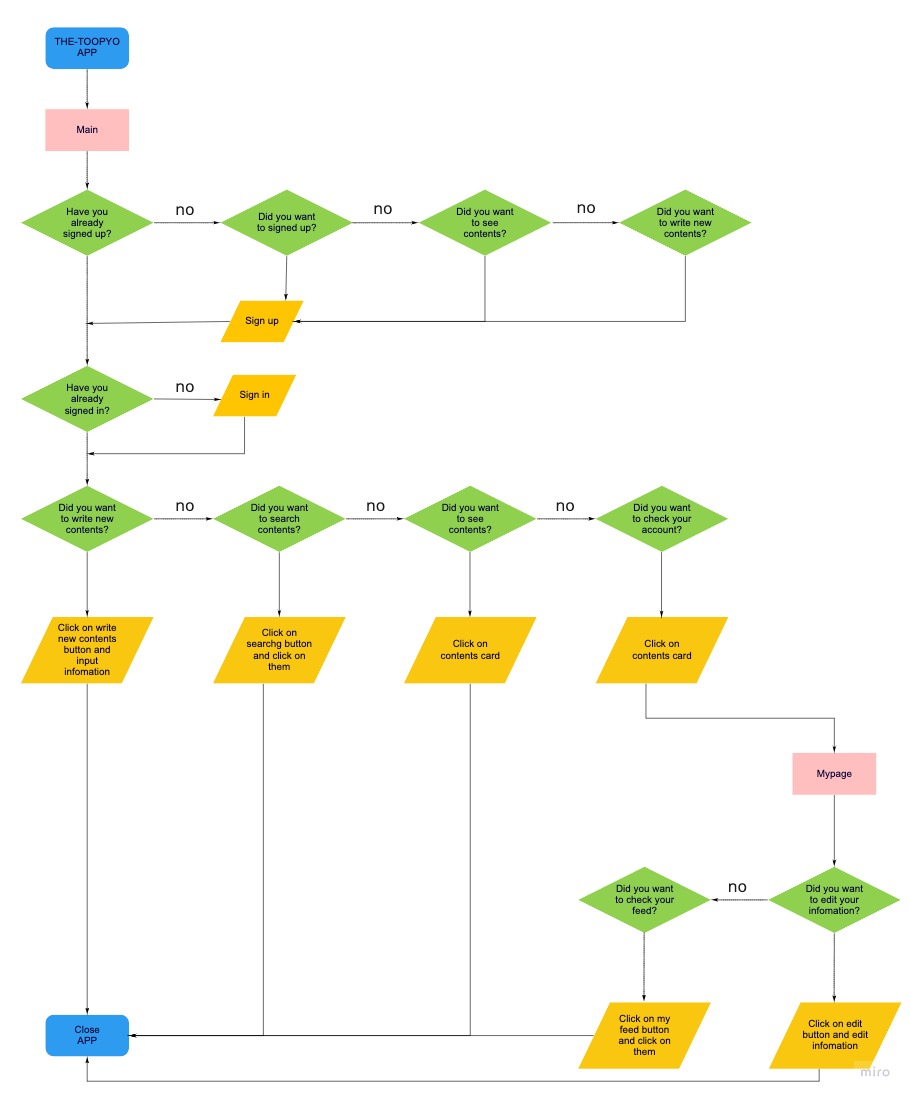 THE-TOOPYO
APP
Main
Have you
already
signed up?
no
Did you want
to signed up?
no
Did you want
to see
contents?
no
Did you want
to write new
contents?
Sign up
Have you
already
signed in?
no
Sign in
Did you want
to write new
contents?
no
Did you want
to search
contents?
no
Did you want
to see
contents?
no
Did you want
to check your
account?
Click on write
new contents
button and
input
infomation
Click on
searchg button
and click on
them
Click on
contents card
Click on
contents card
Mypage
Did you want
to check your
feed?
no
Did you want
to edit your
infomation?
Close
APP
Click on my
feed button
and click on
them
Click on edit
button and edit
infomation
miro